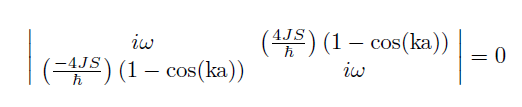 | iω (4JS/ħ) (1 − cos(ka)) |
| (−4JS/ħ) (1 − cos(ka)) iω | = 0